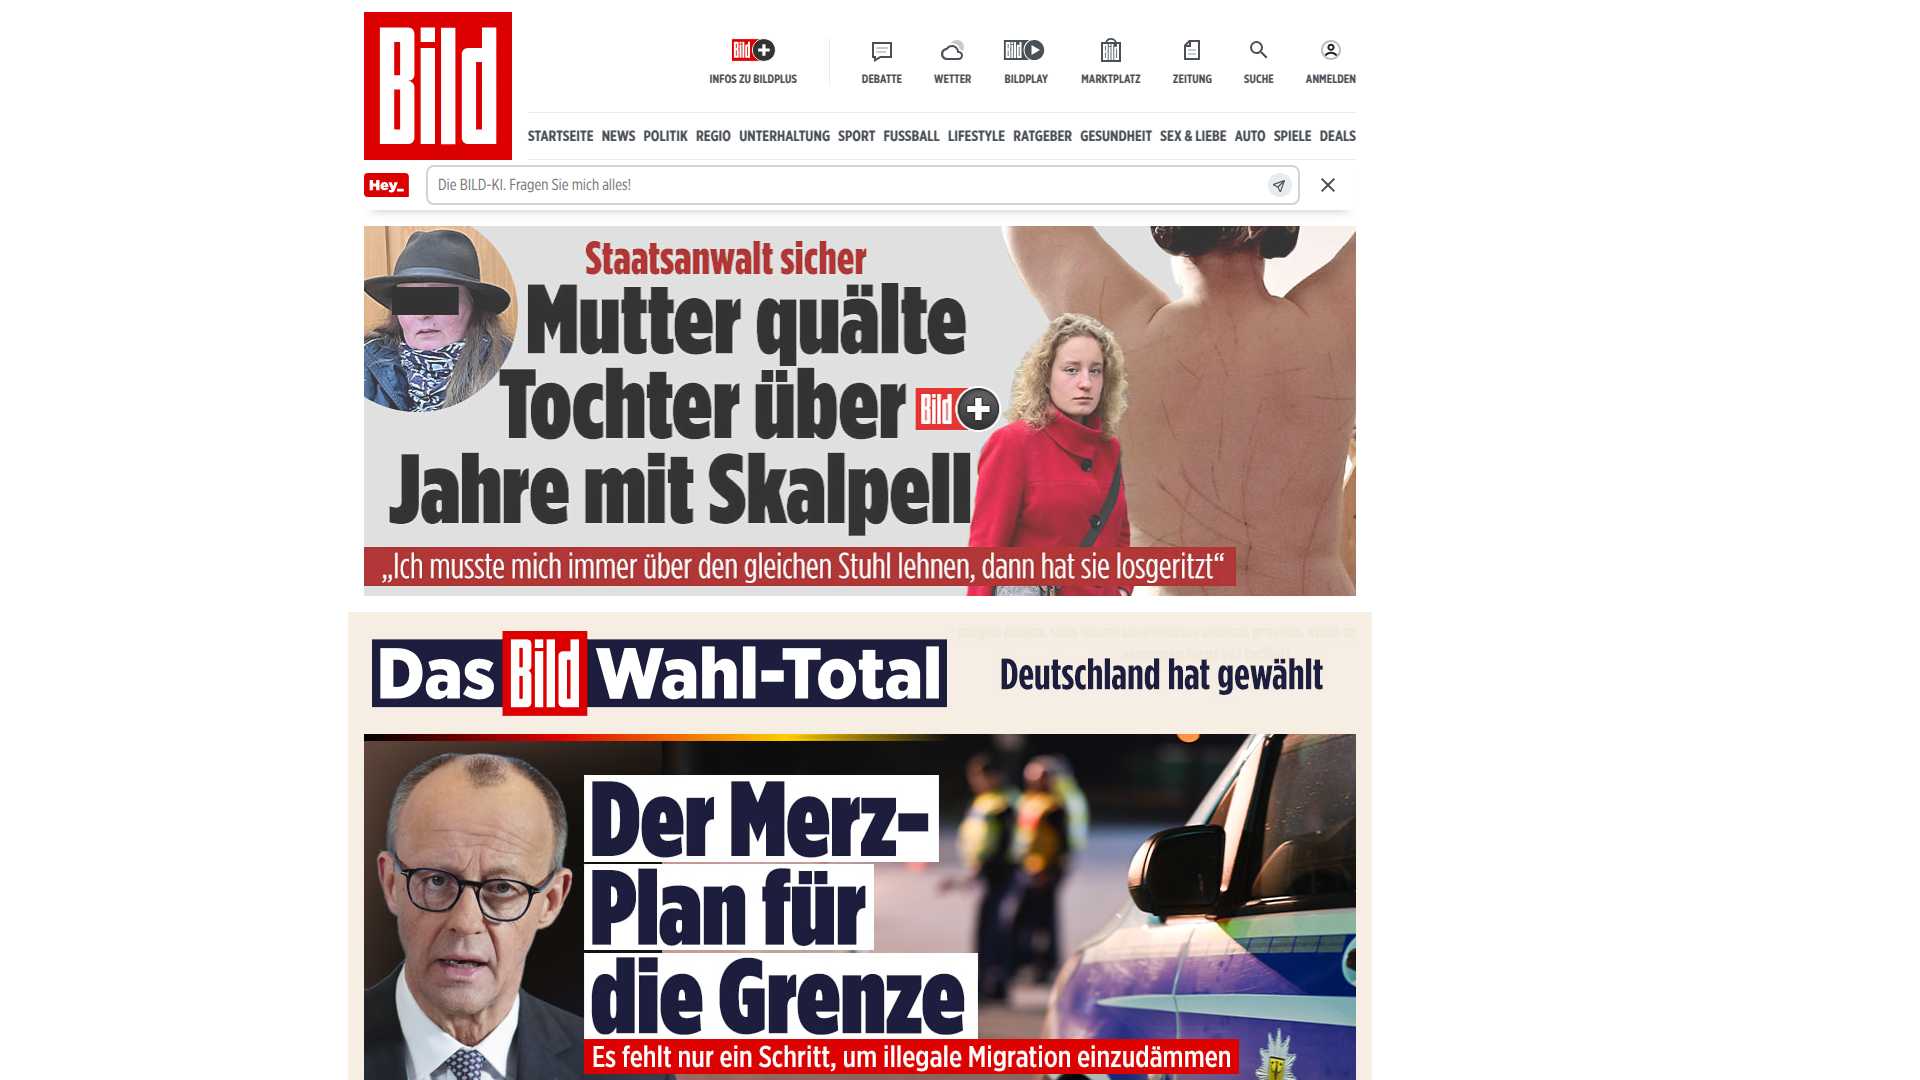 Bild
Bild
INFOS ZU BILDPLUS
DEBATTE
WETTER
Bild
BILDPLAY
Bild
MARKTPLATZ
ZEITUNG
SUCHE
ANMELDEN
STARTSEITE NEWS POLITIK REGIO UNTERHALTUNG SPORT FUSSBALL LIFESTYLE RATGEBER GESUNDHEIT SEX & LIEBE AUTO SPIELE DEALS
Hey_
Die BILD-KI. Fragen Sie mich alles!
Staatsanwalt sicher
Mutter quälte
Tochter über
Bild
Jahre mit Skalpell
„Ich musste mich immer über den gleichen Stuhl lehnen, dann hat sie losgeritzt“
Das Bild Wahl-Total
Deutschland hat gewählt
Der Merz-
Plan für
die Grenze
Es fehlt nur ein Schritt, um illegale Migration einzudämmen